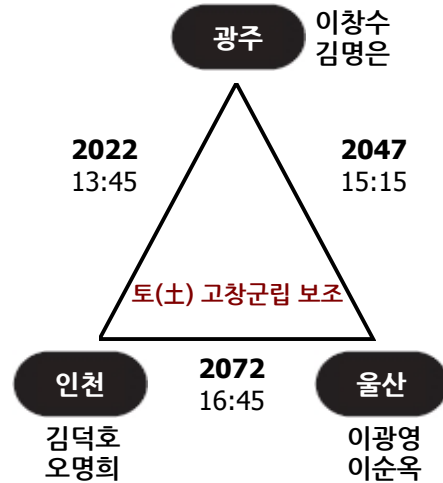 광주
이창수
김명은
2022
13:45
2047
15:15
토(土) 고창군립 보조
인천
2072
16:45
울산
김덕호
오명희
이광영
이순옥